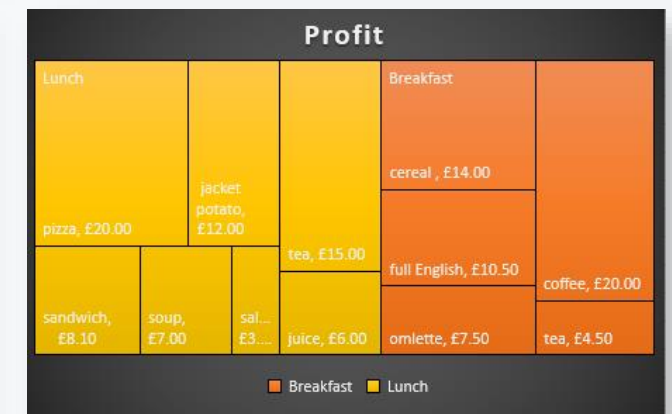 Profit
Lunch
pizza, £20.00
jacket
potato,
£12.00
tea, £15.00
sandwich,
£8.10
soup,
£7.00
sal...
£3....
juice, £6.00
Breakfast
cereal , £14.00
full English, £10.50
omlette, £7.50
coffee, £20.00
tea, £4.50
Breakfast
Lunch